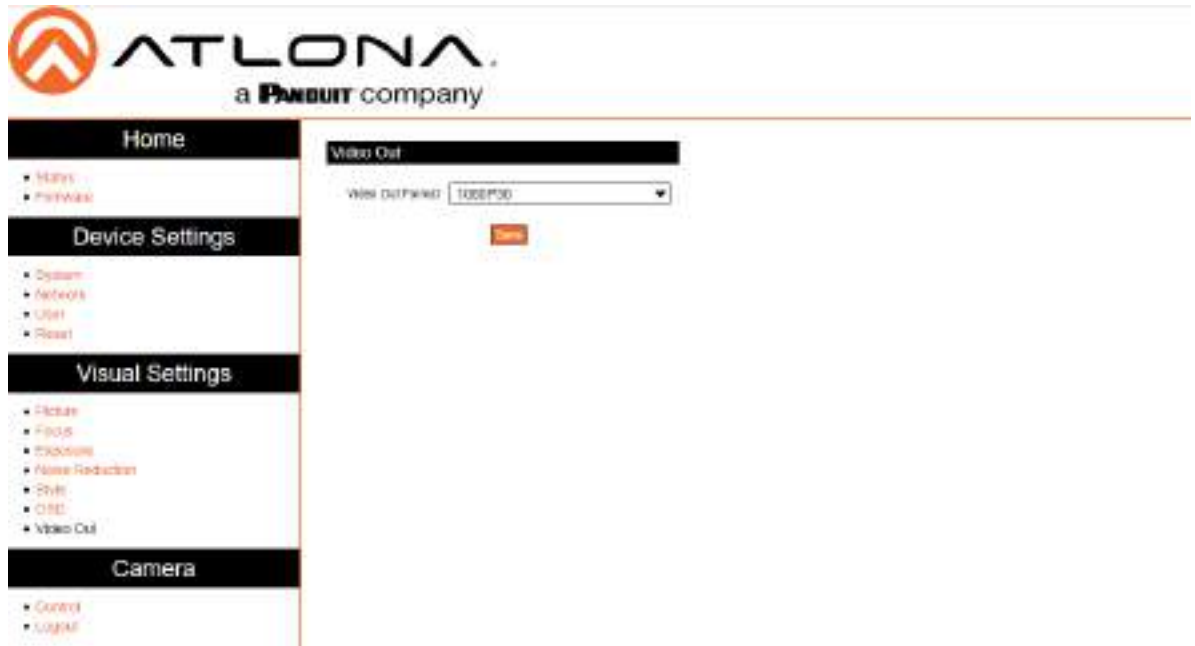 ATLONA.
a PANDUIT company
Home
Status
Firmware
Device Settings
System
Network
User
Reset
Visual Settings
Picture
Focus
Exposure
Noise Reduction
Style
OSD
Video Out
Camera
Control
Logout
Video Out
Video Out Format
Save